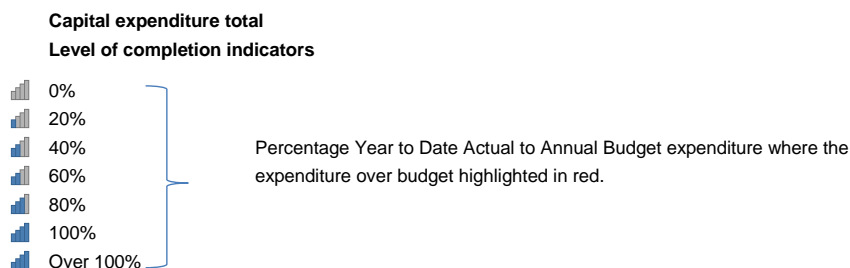 Capital expenditure total
Level of completion indicators
0%
20%
40%
60%
80%
100%
Over 100%
Percentage Year to Date Actual to Annual Budget expenditure where the
expenditure over budget highlighted in red.